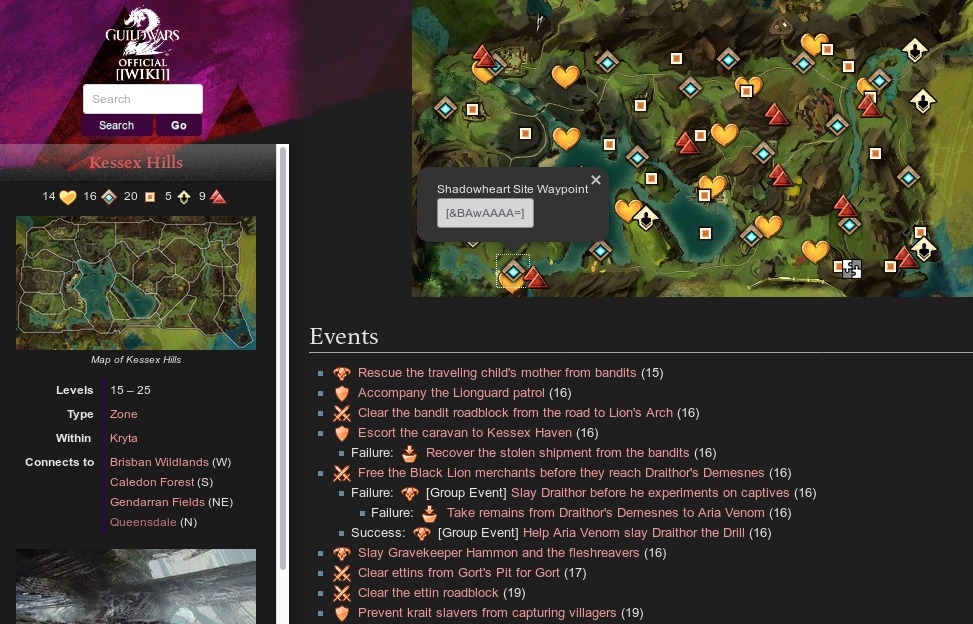 GUILDWARS
2
OFFICIAL
[[WIKI]]
Search
Search Go
Kessex Hills
14 16 20 5 9
Map of Kessex Hills
Levels 15 – 25
Type Zone
Within Kryta
Connects to Brisban Wildlands (W)
Caledon Forest (S)
Gendarran Fields (NE)
Queensdale (N)
Shadowheart Site Waypoint
[&BAwAAAA=]
Events
Rescue the traveling child's mother from bandits (15)
Accompany the Lionguard patrol (16)
Clear the bandit roadblock from the road to Lion's Arch (16)
Escort the caravan to Kessex Haven (16)
Failure: Recover the stolen shipment from the bandits (16)
Free the Black Lion merchants before they reach Draithor's Demesnes (16)
Failure: [Group Event] Slay Draithor before he experiments on captives (16)
Failure: Take remains from Draithor's Demesnes to Aria Venom (16)
Success: [Group Event] Help Aria Venom slay Draithor the Drill (16)
Slay Gravekeeper Hammon and the fleshreavers (16)
Clear ettins from Gort's Pit for Gort (17)
Clear the ettin roadblock (19)
Prevent krait slavers from capturing villagers (19)